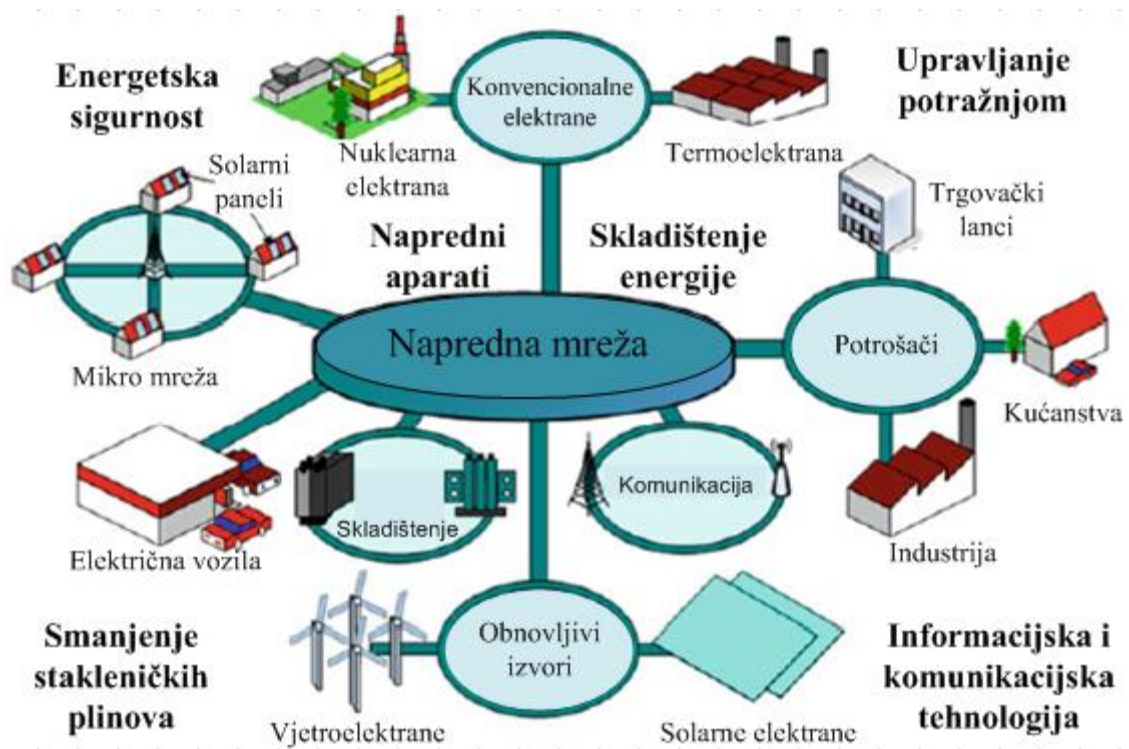 Energetska
sigurnost
Konvencionalne
elektrane
Upravljanje
potražnjom
Nuklearna
elektrana
Termoelektrana
Solarni
paneli
Trgovački
lanci
Napredni
aparati
Skladištenje
energije
Napredna mreža
Potrošači
Mikro mreža
Kućanstva
Komunikacija
Skladištenje
Električna vozila
Industrija
Smanjenje
stakleničkih
plinova
Obnovljivi
izvori
Informacijska i
komunikacijska
tehnologija
Vjetroelektrane
Solarne elektrane